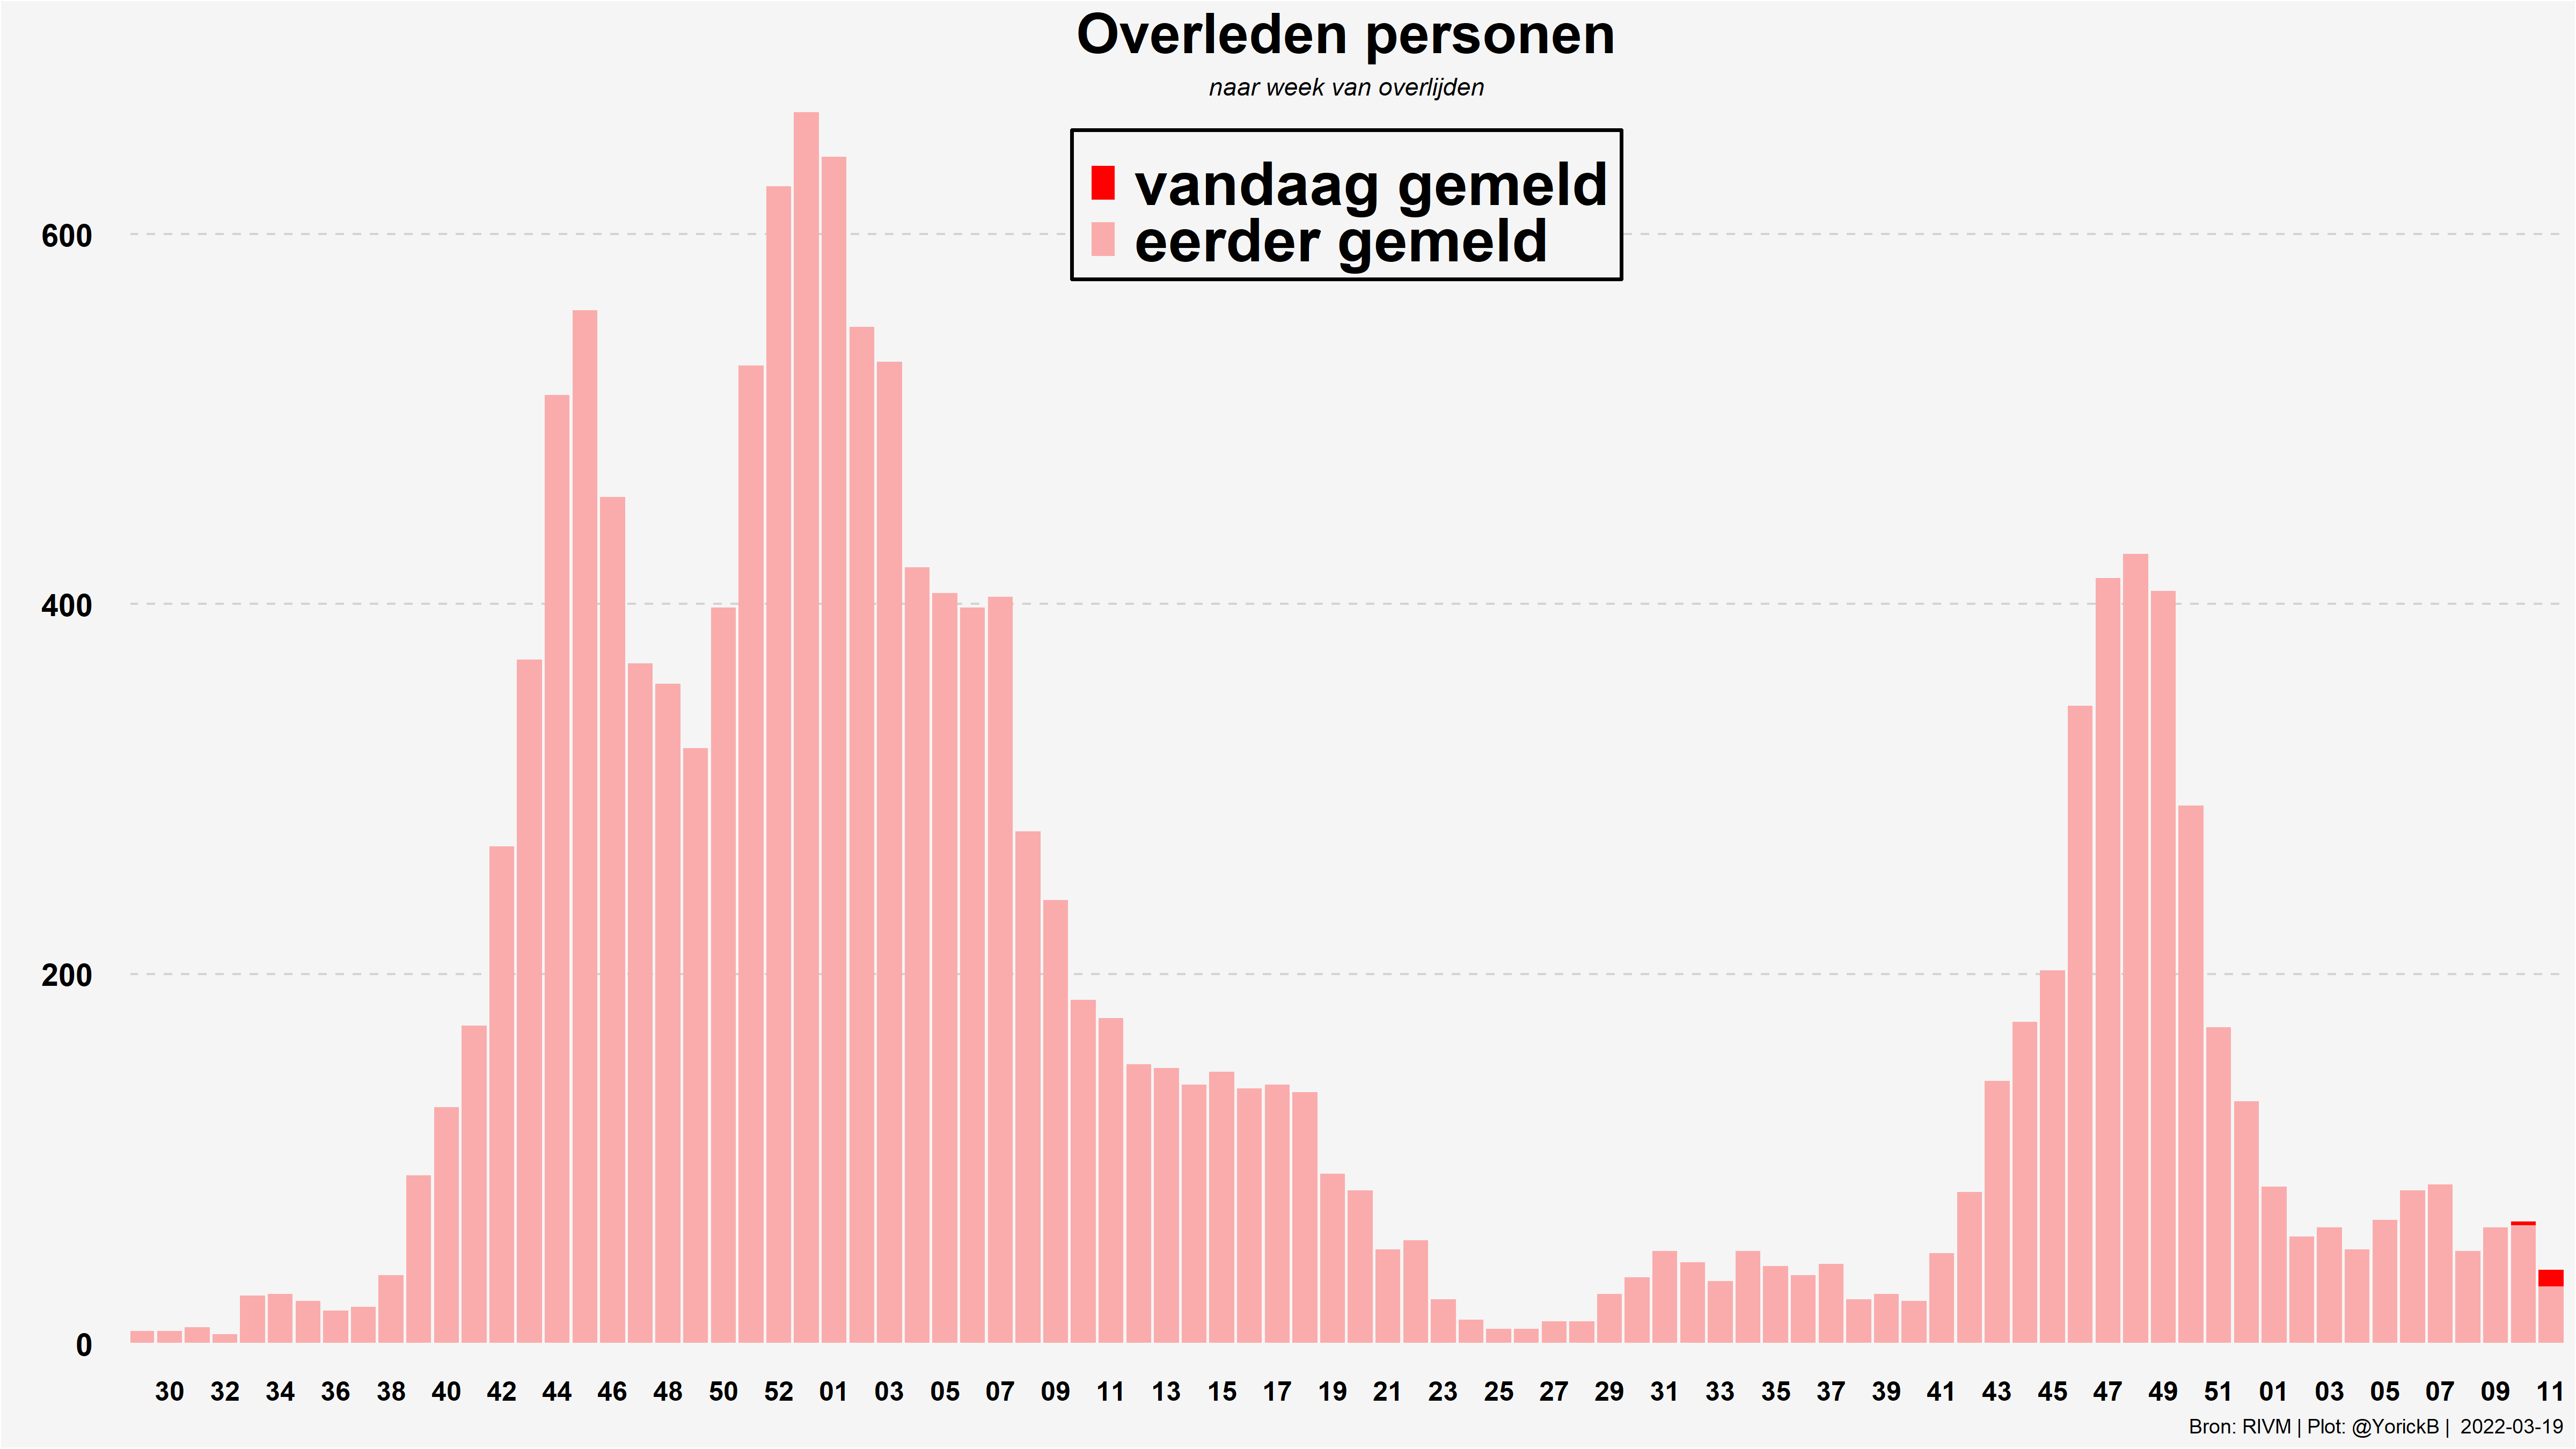 Overleden personen
naar week van overlijden
vandaag gemeld
eerder gemeld
600
400
200
0
30 32 34 36 38 40 42 44 46 48 50 52 01 03 05 07 09 11 13 15 17 19 21 23 25 27 29 31 33 35 37 39 41 43 45 47 49 51 01 03 05 07 09 11
Bron: RIVM | Plot: @YorickB | 2022-03-19